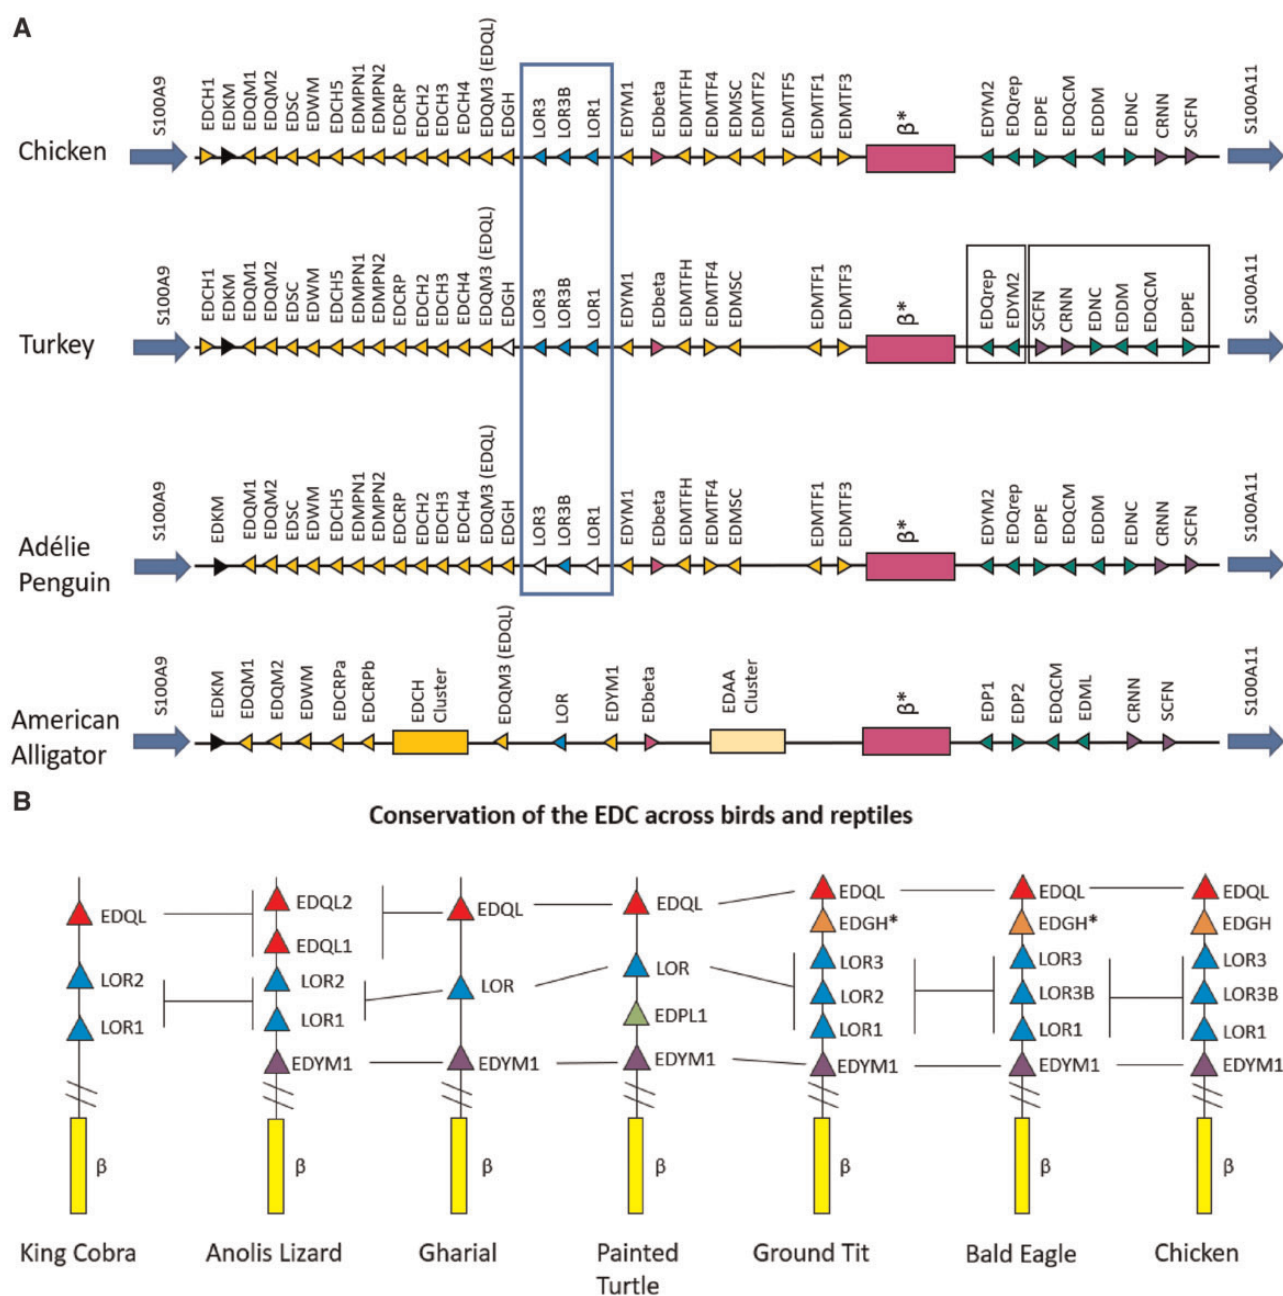 A
S100A9
EDCH1
EDKM
EDQM1
EDQM2
EDSC
EDWM
EDCH5
EDMPN1
EDMPN2
EDCRP
EDCH2
EDCH3
EDCH4
EDQM3 (EDQL)
EDGH
LOR3
LOR3B
LOR1
EDYM1
EDbeta
EDMTFH
EDMTF4
EDMSC
EDMTF2
EDMTF5
EDMTF1
EDMTF3
β*
EDYM2
EDQrep
EDPE
EDQCM
EDDM
EDNC
CRNN
SCFN
S100A11
Chicken
S100A9
EDCH1
EDKM
EDQM1
EDQM2
EDSC
EDWM
EDCH5
EDMPN1
EDMPN2
EDCRP
EDCH2
EDCH3
EDCH4
EDQM3 (EDQL)
EDGH
LOR3
LOR3B
LOR1
EDYM1
EDbeta
EDMTFH
EDMTF4
EDMSC
EDMTF1
EDMTF3
β*
EDQrep
EDYM2
SCFN
CRNN
EDNC
EDDM
EDQCM
EDPE
S100A11
Turkey
S100A9
EDKM
EDQM1
EDQM2
EDSC
EDWM
EDCH5
EDMPN1
EDMPN2
EDCRP
EDCH2
EDCH3
EDCH4
EDQM3 (EDQL)
EDGH
LOR3
LOR3B
LOR1
EDYM1
EDbeta
EDMTFH
EDMTF4
EDMSC
EDMTF1
EDMTF3
β*
EDYM2
EDQrep
EDPE
EDQCM
EDDM
EDNC
CRNN
SCFN
S100A11
Adélie
Penguin
S100A9
EDKM
EDQM1
EDQM2
EDWM
EDCRPa
EDCRPb
EDCH
Cluster
EDQM3 (EDQL)
LOR
EDYM1
EDbeta
EDAA
Cluster
β*
EDP1
EDP2
EDQCM
EDML
CRNN
SCFN
S100A11
American
Alligator
B
Conservation of the EDC across birds and reptiles
EDQL
LOR2
LOR1
β
King Cobra
EDQL2
EDQL1
LOR2
LOR1
EDYM1
β
Anolis Lizard
EDQL
LOR
EDYM1
β
Gharial
EDQL
LOR
EDPL1
EDYM1
β
Painted
Turtle
EDQL
EDGH*
LOR3
LOR2
LOR1
EDYM1
β
Ground Tit
EDQL
EDGH*
LOR3
LOR3B
LOR1
EDYM1
β
Bald Eagle
EDQL
EDGH
LOR3
LOR3B
LOR1
EDYM1
β
Chicken